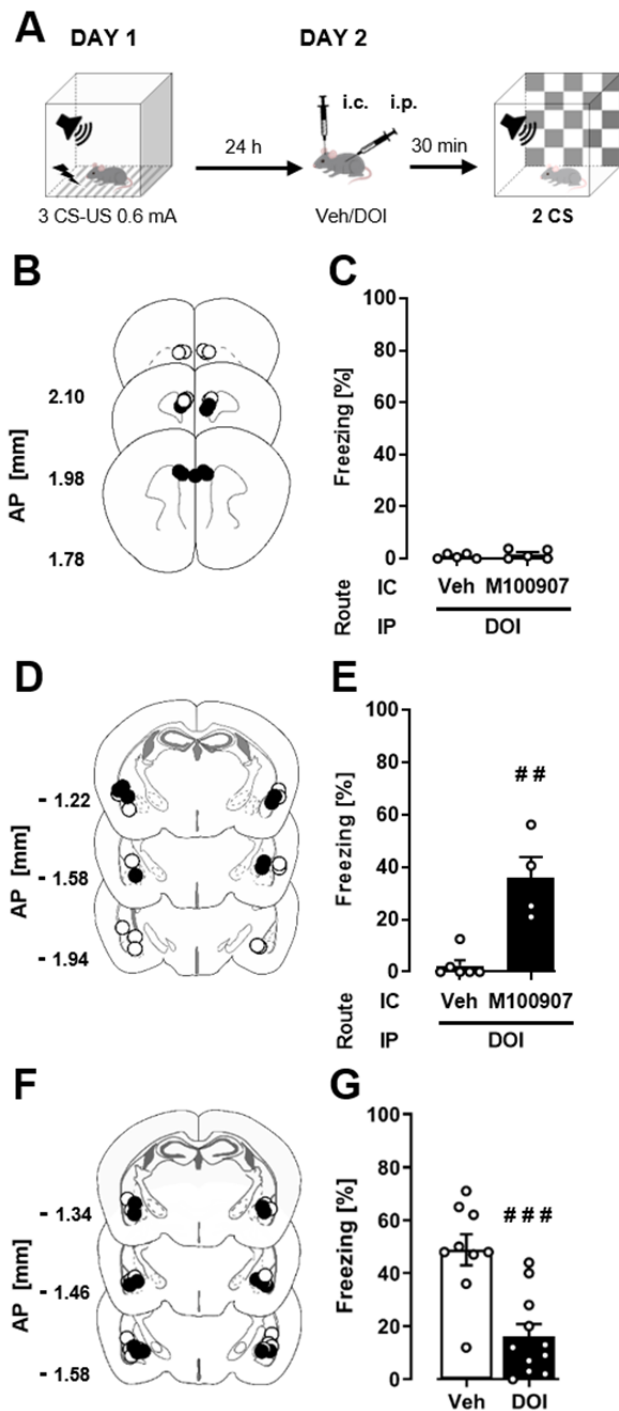 A
DAY 1 DAY 2
i.c. i.p.
24 h 30 min
3 CS-US 0.6 mA Veh/DOI 2 CS
B
AP [mm]
2.10
1.98
1.78
C
Freezing [%]
100
80
60
40
20
0
Route IC Veh M100907
IP DOI
D
AP [mm]
- 1.22
- 1.58
- 1.94
E
Freezing [%]
100
80
60
40
20
0
##
Route IC Veh M100907
IP DOI
F
AP [mm]
- 1.34
- 1.46
- 1.58
G
Freezing [%]
100
80
60
40
20
0
###
Veh DOI